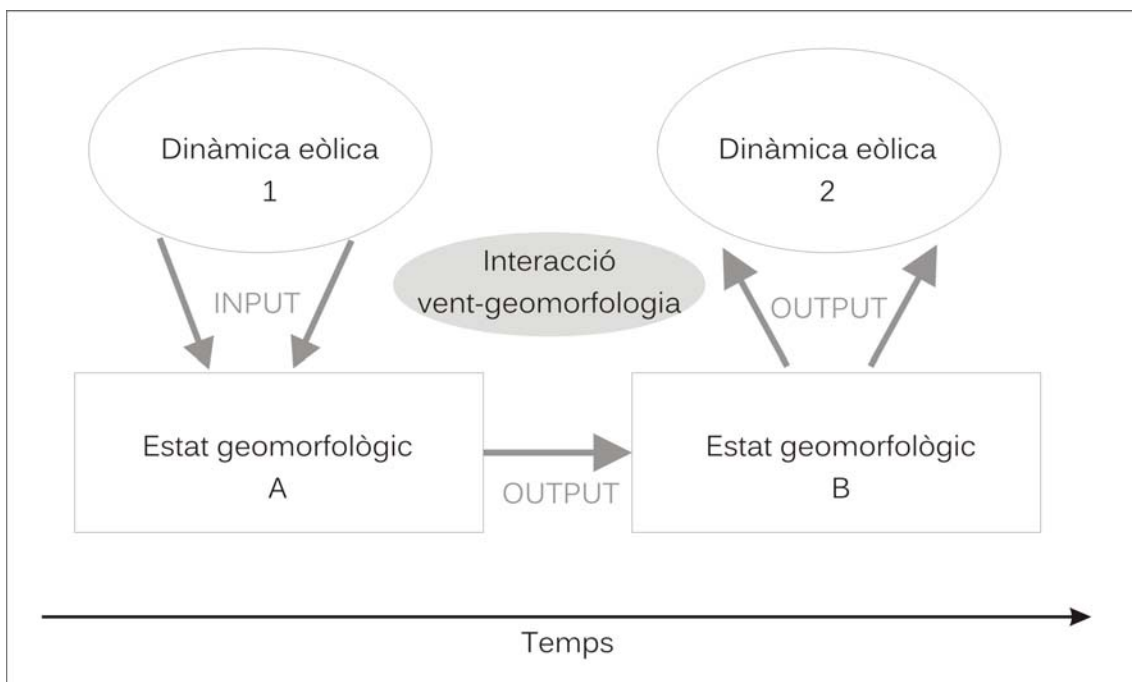 Dinàmica eòlica
1
Dinàmica eòlica
2
Interacció
vent-geomorfologia
INPUT
OUTPUT
Estat geomorfològic
A
Estat geomorfològic
B
OUTPUT
Temps